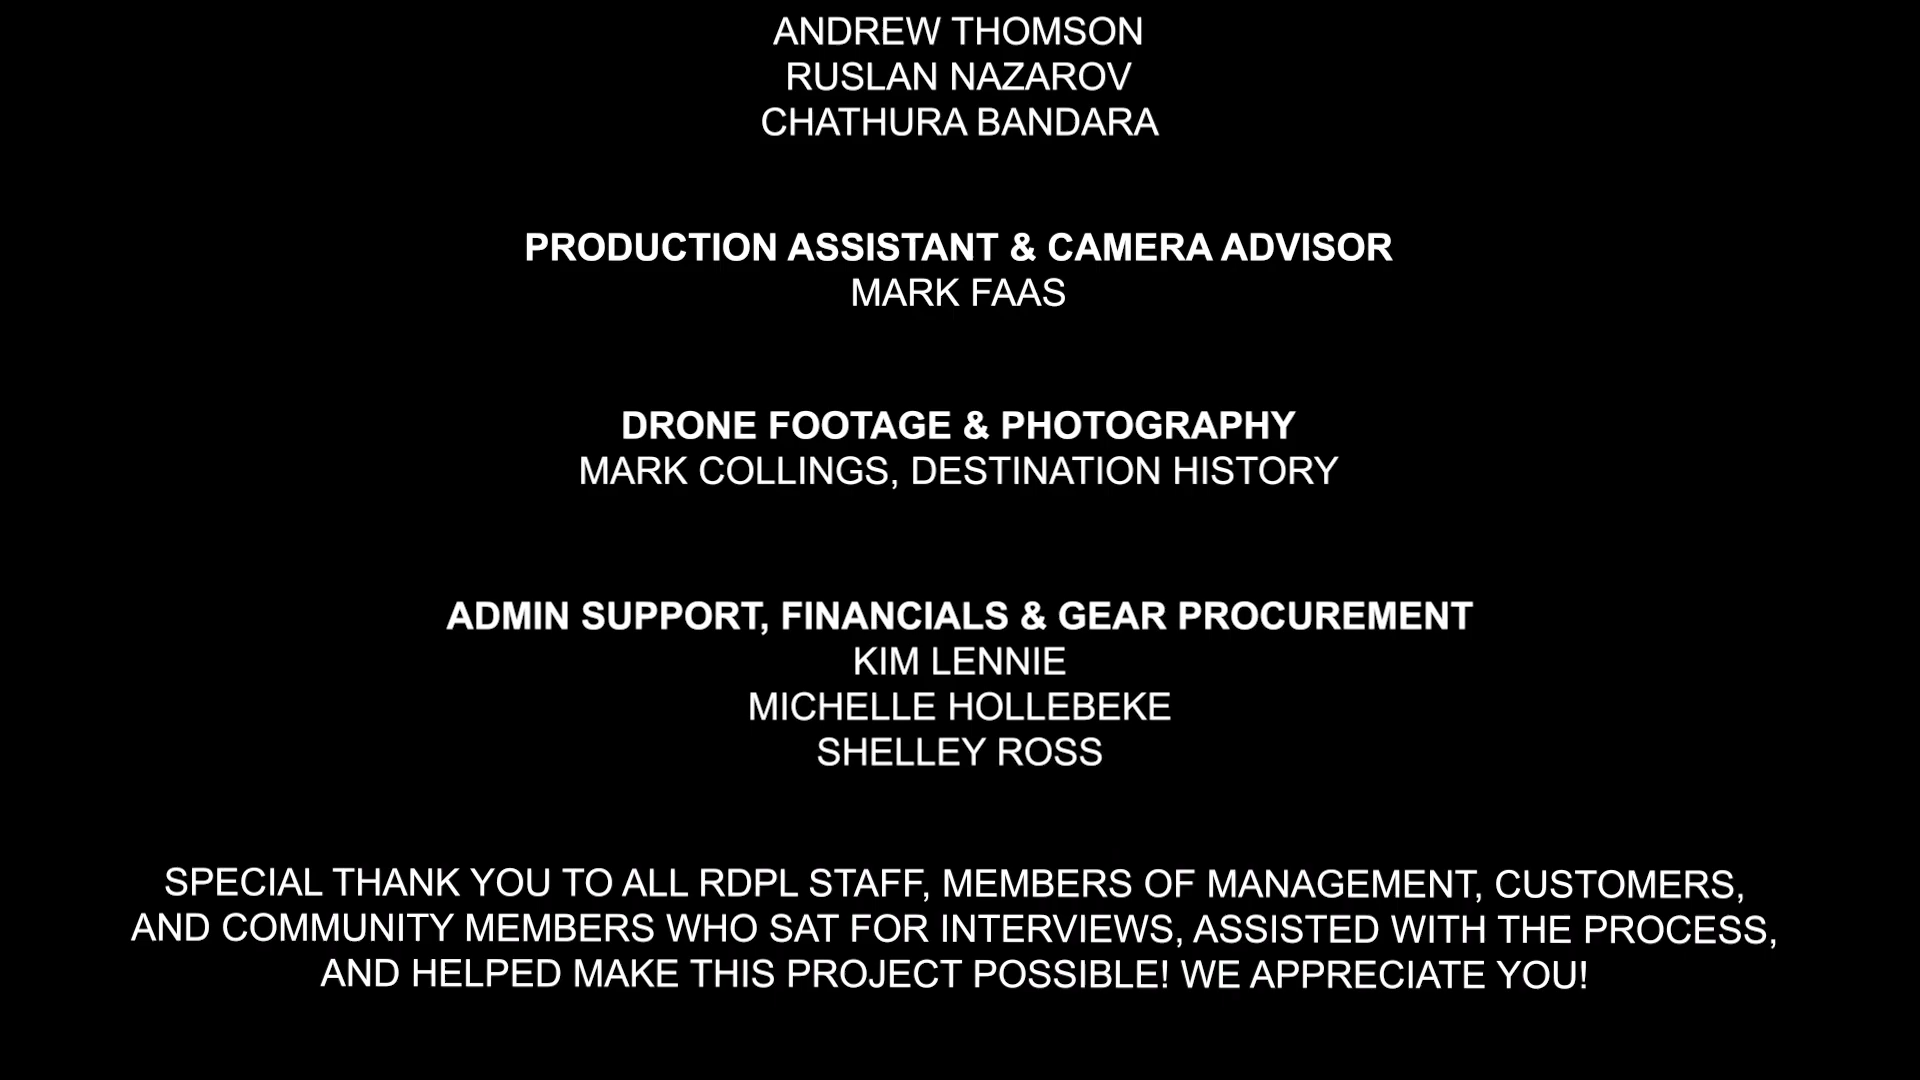 ANDREW THOMSON
RUSLAN NAZAROV
CHATHURA BANDARA
PRODUCTION ASSISTANT & CAMERA ADVISOR
MARK FAAS
DRONE FOOTAGE & PHOTOGRAPHY
MARK COLLINGS, DESTINATION HISTORY
ADMIN SUPPORT, FINANCIALS & GEAR PROCUREMENT
KIM LENNIE
MICHELLE HOLLEBEKE
SHELLEY ROSS
SPECIAL THANK YOU TO ALL RDPL STAFF, MEMBERS OF MANAGEMENT, CUSTOMERS,
AND COMMUNITY MEMBERS WHO SAT FOR INTERVIEWS, ASSISTED WITH THE PROCESS,
AND HELPED MAKE THIS PROJECT POSSIBLE! WE APPRECIATE YOU!